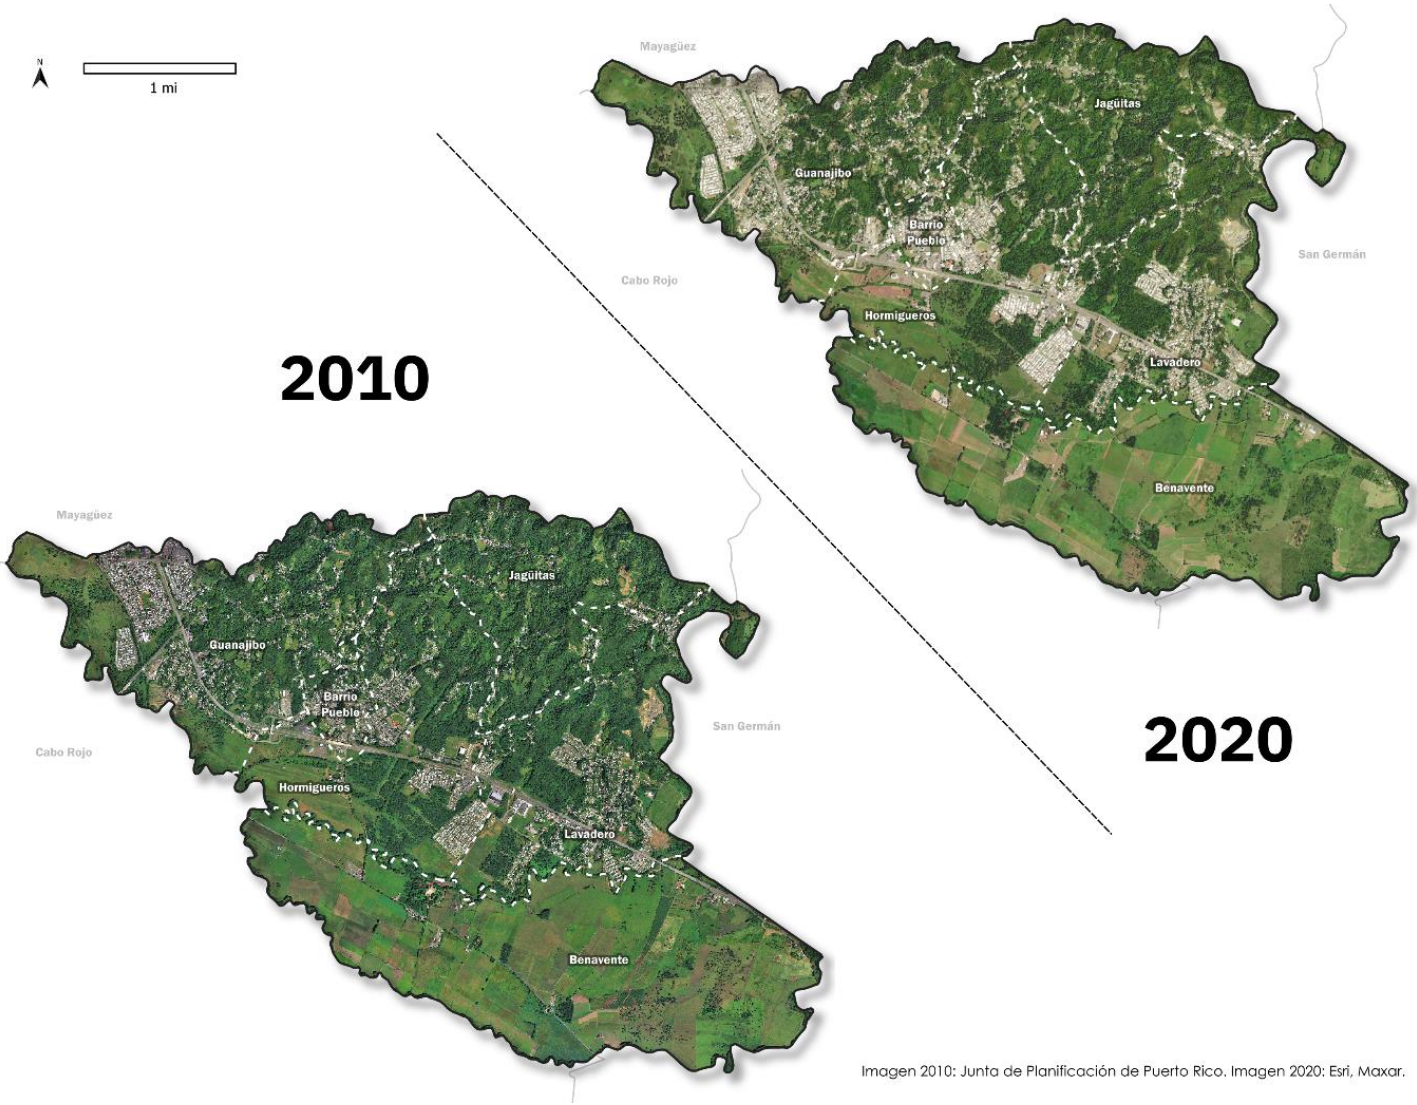 N
1 mi
Mayagüez
Jagüitas
Guanajibo
Barrio
Pueblo
San Germán
Cabo Rojo
Hormigueros
Lavadero
2010
Benavente
Mayagüez
Jagüitas
Guanajibo
Barrio
Pueblo
San Germán
2020
Cabo Rojo
Hormigueros
Lavadero
Benavente
Imagen 2010: Junta de Planificación de Puerto Rico. Imagen 2020: Esri, Maxar.